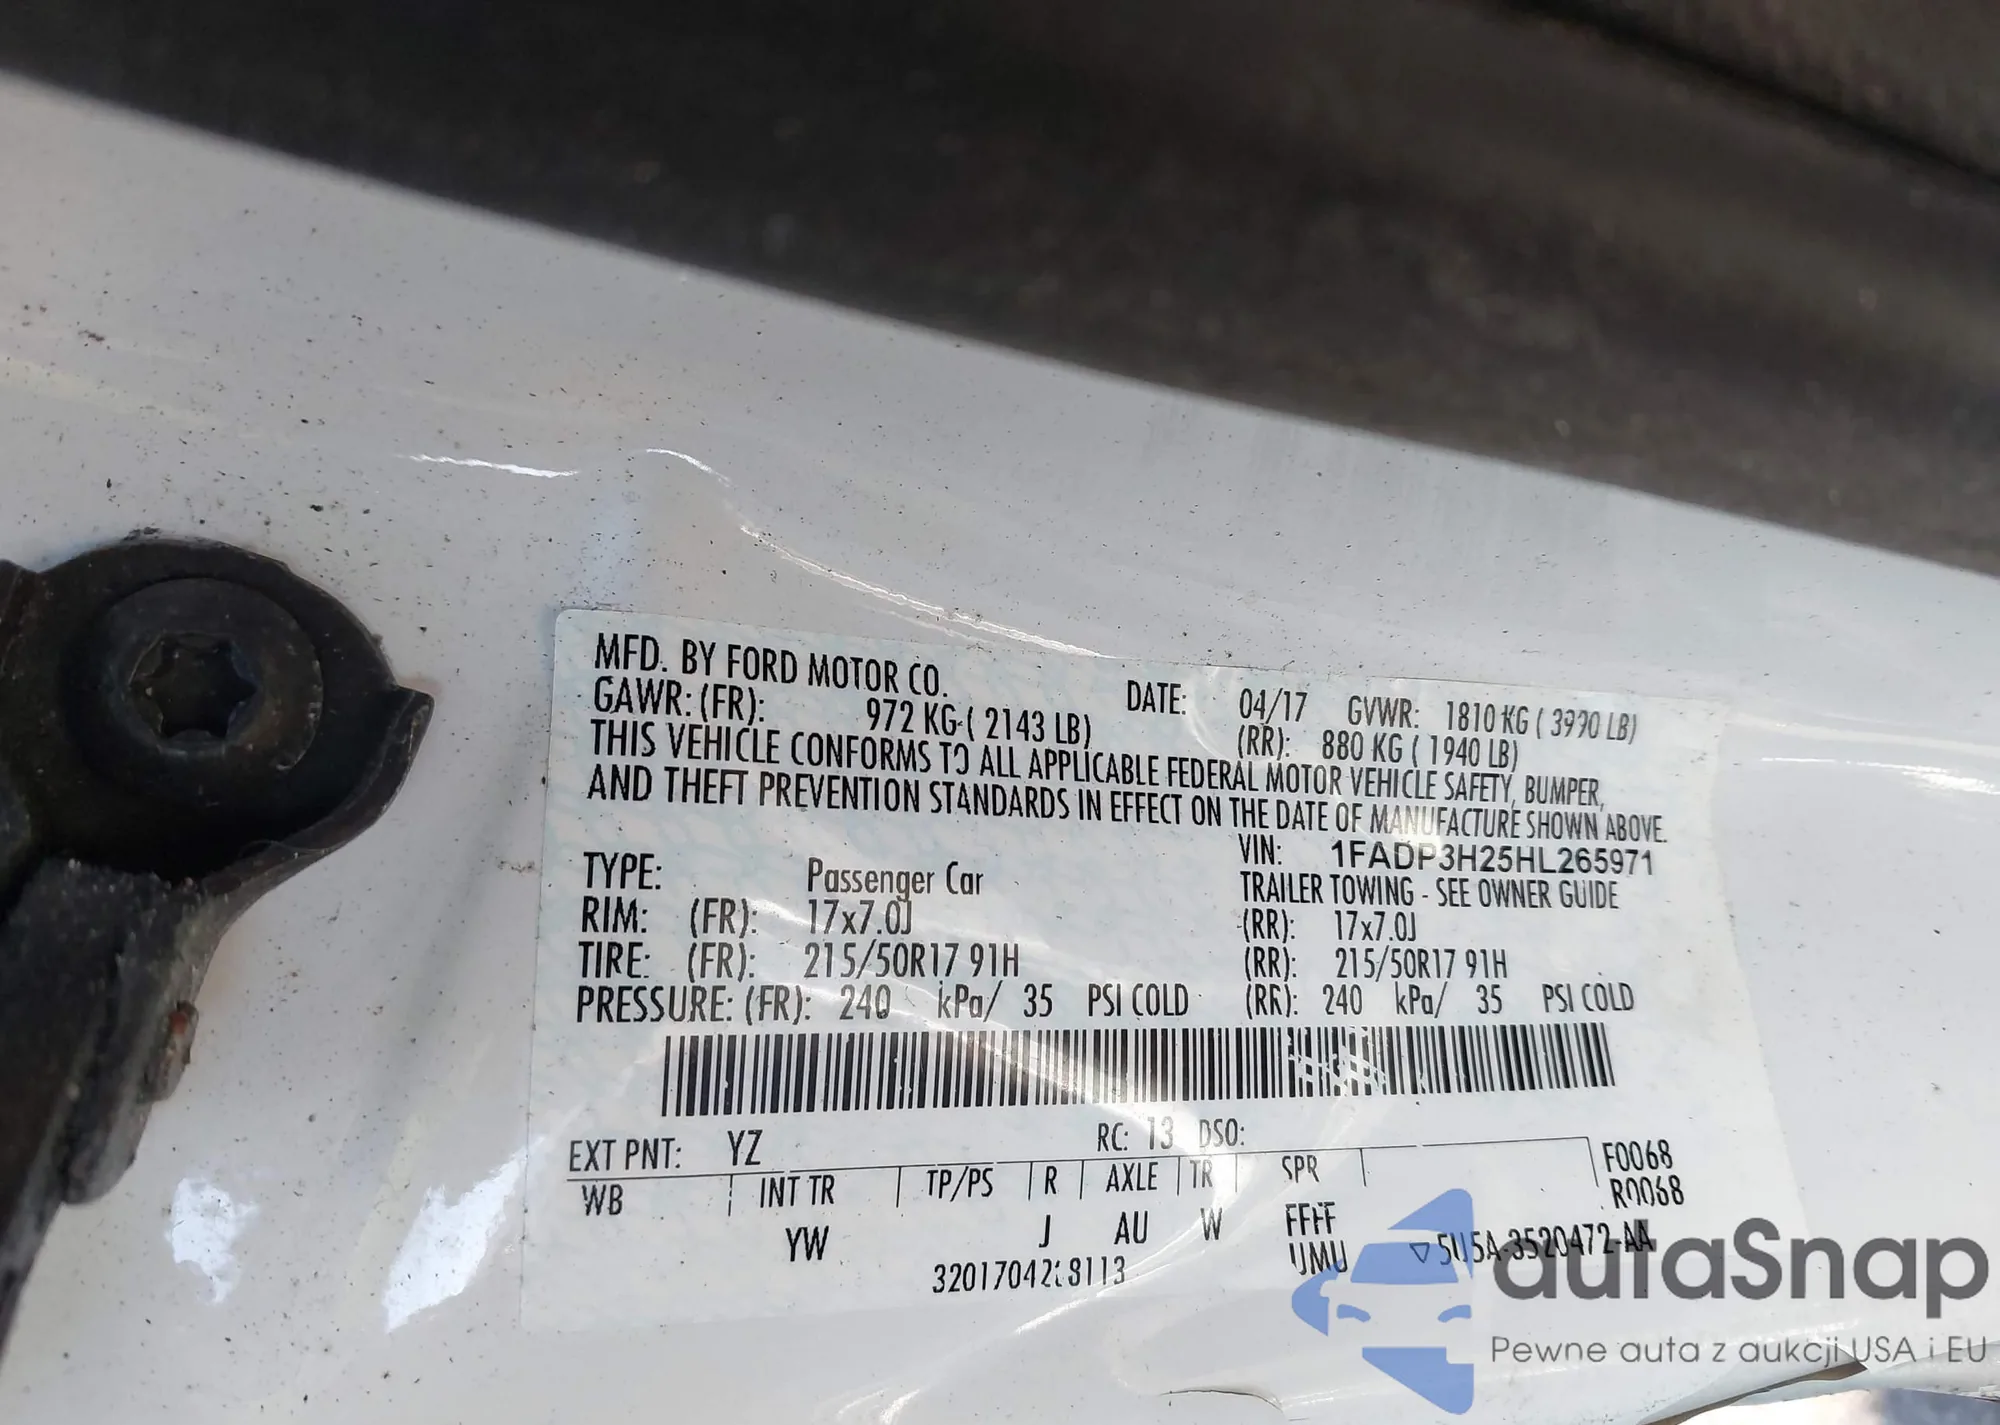 MFD. BY FORD MOTOR CO.
DATE: 04/17 GVWR: 1810 KG ( 3990 LB)
GAWR: (FR): 972 KG ( 2143 LB) (RR): 880 KG ( 1940 LB)
THIS VEHICLE CONFORMS TO ALL APPLICABLE FEDERAL MOTOR VEHICLE SAFETY, BUMPER,
AND THEFT PREVENTION STANDARDS IN EFFECT ON THE DATE OF MANUFACTURE SHOWN ABOVE.
VIN: 1FADP3H25HL265971
TYPE: Passenger Car TRAILER TOWING - SEE OWNER GUIDE
RIM: (FR): 17x7.0J (RR): 17x7.0J
TIRE: (FR): 215/50R17 91H (RR): 215/50R17 91H
PRESSURE: (FR): 240 kPa/ 35 PSI COLD (RR): 240 kPa/ 35 PSI COLD
EXT PNT: YZ RC: 13 DSO:
WB INT TR TP/PS R AXLE TR SPR F0068
R0068
YW J AU W FFFF
UMU 5U5A-3520472-AA
autaSnap
Pewne auta z aukcji USA i EU